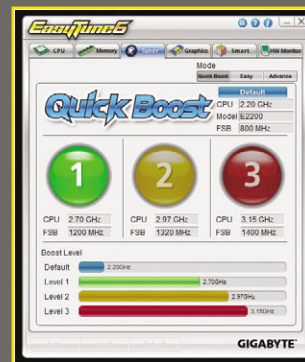 EasyTune6
CPU Memory Tuner Graphics Smart HW Monitor
Mode
Quick Boost Easy Advance
Quick Boost
Default
CPU 2.20 GHz
Model E2200
FSB 800 MHz
1 2 3
CPU 2.70 GHz CPU 2.97 GHz CPU 3.15 GHz
FSB 1200 MHz FSB 1320 MHz FSB 1400 MHz
Boost Level
Default 2.20GHz
Level 1 2.70GHz
Level 2 2.97GHz
Level 3 3.15GHz
GIGABYTE